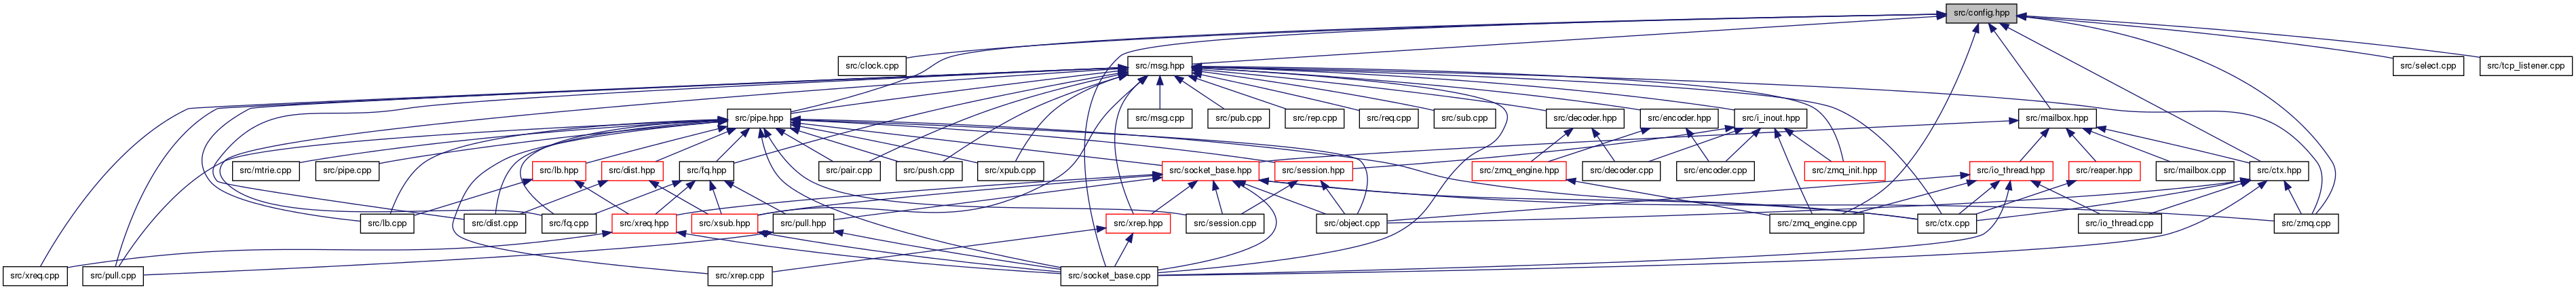 src/config.hpp
src/clock.cpp
src/msg.hpp
src/select.cpp
src/tcp_listener.cpp
src/pipe.hpp
src/msg.cpp
src/pub.cpp
src/rep.cpp
src/req.cpp
src/sub.cpp
src/decoder.hpp
src/encoder.hpp
src/i_inout.hpp
src/mailbox.hpp
src/mtrie.cpp
src/pipe.cpp
src/lb.hpp
src/dist.hpp
src/fq.hpp
src/pair.cpp
src/push.cpp
src/xpub.cpp
src/socket_base.hpp
src/session.hpp
src/zmq_engine.hpp
src/decoder.cpp
src/encoder.cpp
src/zmq_init.hpp
src/io_thread.hpp
src/reaper.hpp
src/mailbox.cpp
src/ctx.hpp
src/lb.cpp
src/dist.cpp
src/fq.cpp
src/xreq.hpp
src/xsub.hpp
src/pull.hpp
src/xrep.hpp
src/session.cpp
src/object.cpp
src/zmq_engine.cpp
src/ctx.cpp
src/io_thread.cpp
src/zmq.cpp
src/xreq.cpp
src/pull.cpp
src/xrep.cpp
src/socket_base.cpp